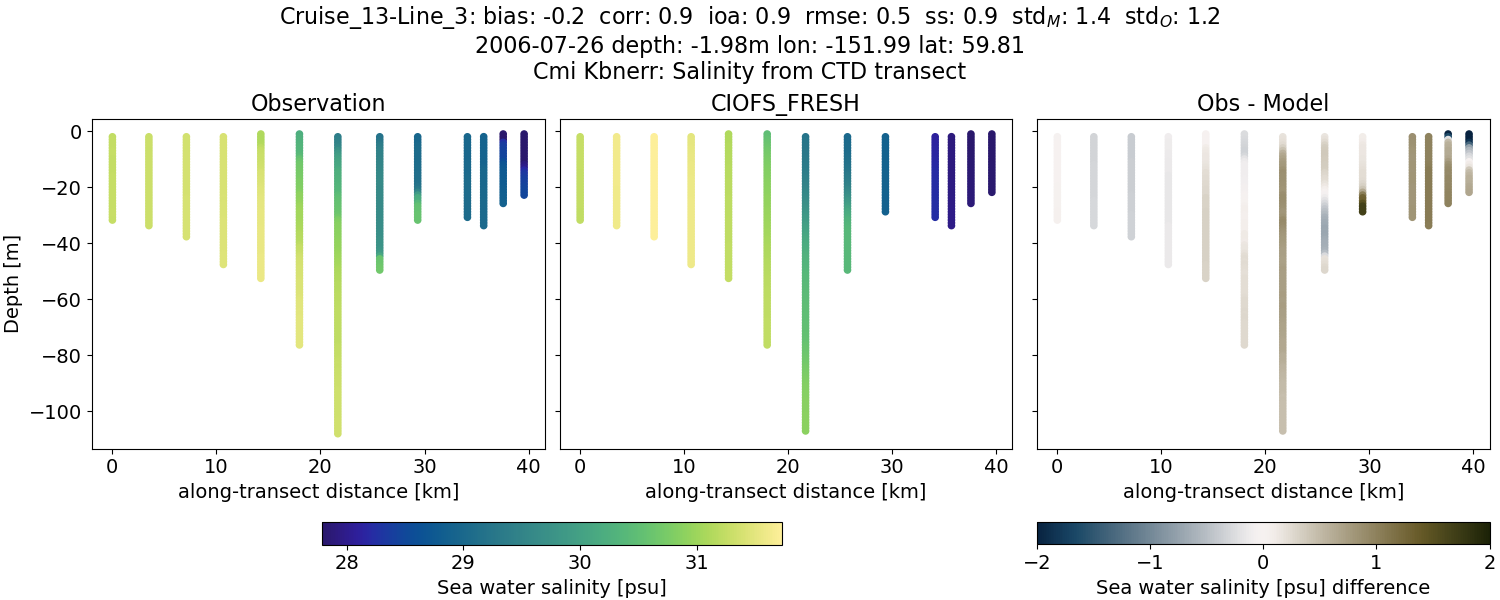 Cruise_13-Line_3: bias: -0.2 corr: 0.9 ioa: 0.9 rmse: 0.5 ss: 0.9 std_M: 1.4 std_O: 1.2
2006-07-26 depth: -1.98m lon: -151.99 lat: 59.81
Cmi Kbnerr: Salinity from CTD transect
Observation
CIOFS_FRESH
Obs - Model
Depth [m]
0
−20
−40
−60
−80
−100
0 10 20 30 40
0 10 20 30 40
0 10 20 30 40
along-transect distance [km]
along-transect distance [km]
along-transect distance [km]
28 29 30 31
Sea water salinity [psu]
−2 −1 0 1 2
Sea water salinity [psu] difference